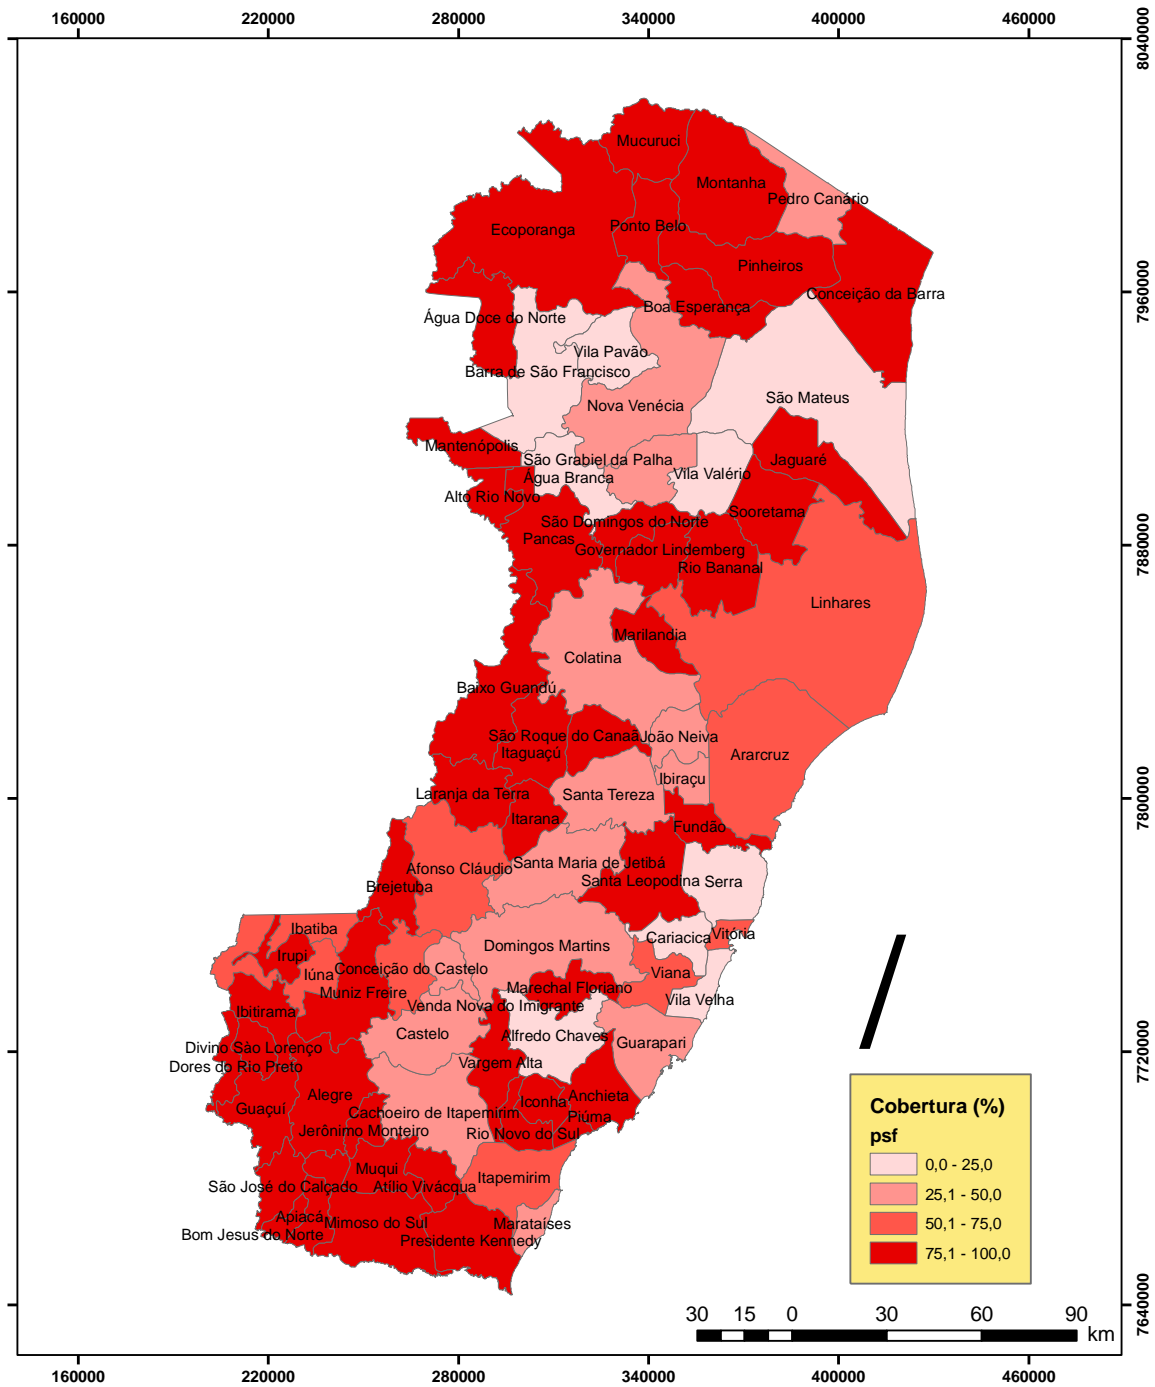 160000 220000 280000 340000 400000 460000
8040000
Mucuruci
Montanha
Pedro Canário
Ecoporanga
Ponto Belo
Pinheiros
Conceição da Barra
7960000
Boa Esperança
Água Doce do Norte
Vila Pavão
Barra de São Francisco
São Mateus
Nova Venécia
Mantenópolis
São Grabiel da Palha
Jaguaré
Vila Valério
Água Branca
Alto Rio Novo
Sooretama
São Domingos do Norte
Pancas
7880000
Governador Lindemberg
Rio Bananal
Linhares
Marilandia
Colatina
Baixo Guandú
São Roque do Canaã
João Neiva
Itaguaçú
Ararcruz
Ibiraçu
Laranja da Terra
Santa Tereza
7800000
Itarana
Fundão
Santa Maria de Jetibá
Afonso Cláudio
Santa Leopodina
Serra
Brejetuba
Ibatiba
Vitória
Cariacica
Domingos Martins
Irupi
Conceição do Castelo
Iúna
Viana
Marechal Floriano
Muniz Freire
Vila Velha
Venda Nova do Imigrante
Ibitirama
Castelo
Alfredo Chaves
Guarapari
Divino Sào Lorenço
7720000
Vargem Alta
Dores do Rio Preto
Alegre
Anchieta
Iconha
Guaçuí
Cachoeiro de Itapemirim
Piúma
Jerônimo Monteiro
Rio Novo do Sul
Muqui
Itapemirim
São José do Calçado
Atílio Vivácqua
Apiacá
Mimoso do Sul
Marataíses
Bom Jesus do Norte
Presidente Kennedy
Cobertura (%)
psf
0,0 - 25,0
25,1 - 50,0
50,1 - 75,0
75,1 - 100,0
7640000
30 15 0 30 60 90
km
160000 220000 280000 340000 400000 460000